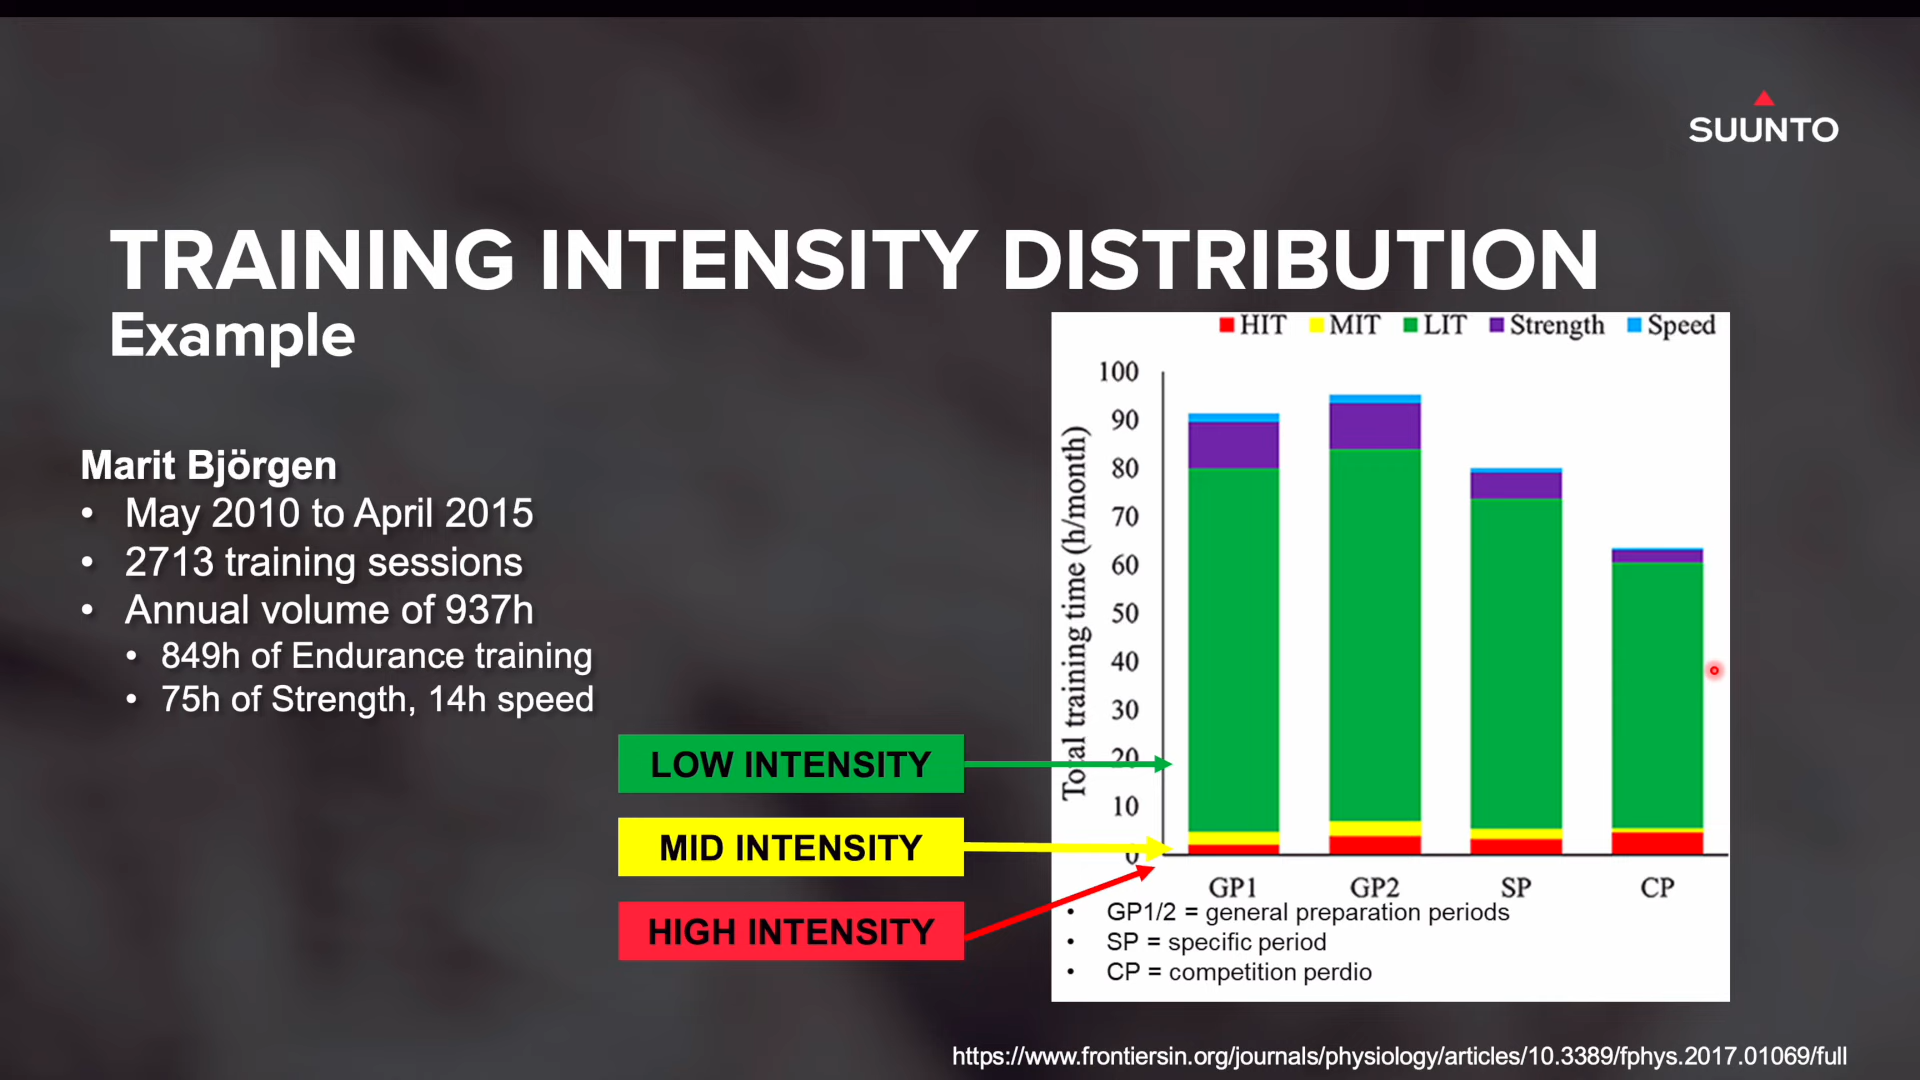 SUUNTO
TRAINING INTENSITY DISTRIBUTION
Example
Marit Björgen
• May 2010 to April 2015
• 2713 training sessions
• Annual volume of 937h
• 849h of Endurance training
• 75h of Strength, 14h speed
LOW INTENSITY
MID INTENSITY
HIGH INTENSITY
HIT MIT LIT Strength Speed
Total training time (h/month)
100
90
80
70
60
50
40
30
20
10
0
GP1 GP2 SP CP
• GP1/2 = general preparation periods
• SP = specific period
• CP = competition perdio
https://www.frontiersin.org/journals/physiology/articles/10.3389/fphys.2017.01069/full